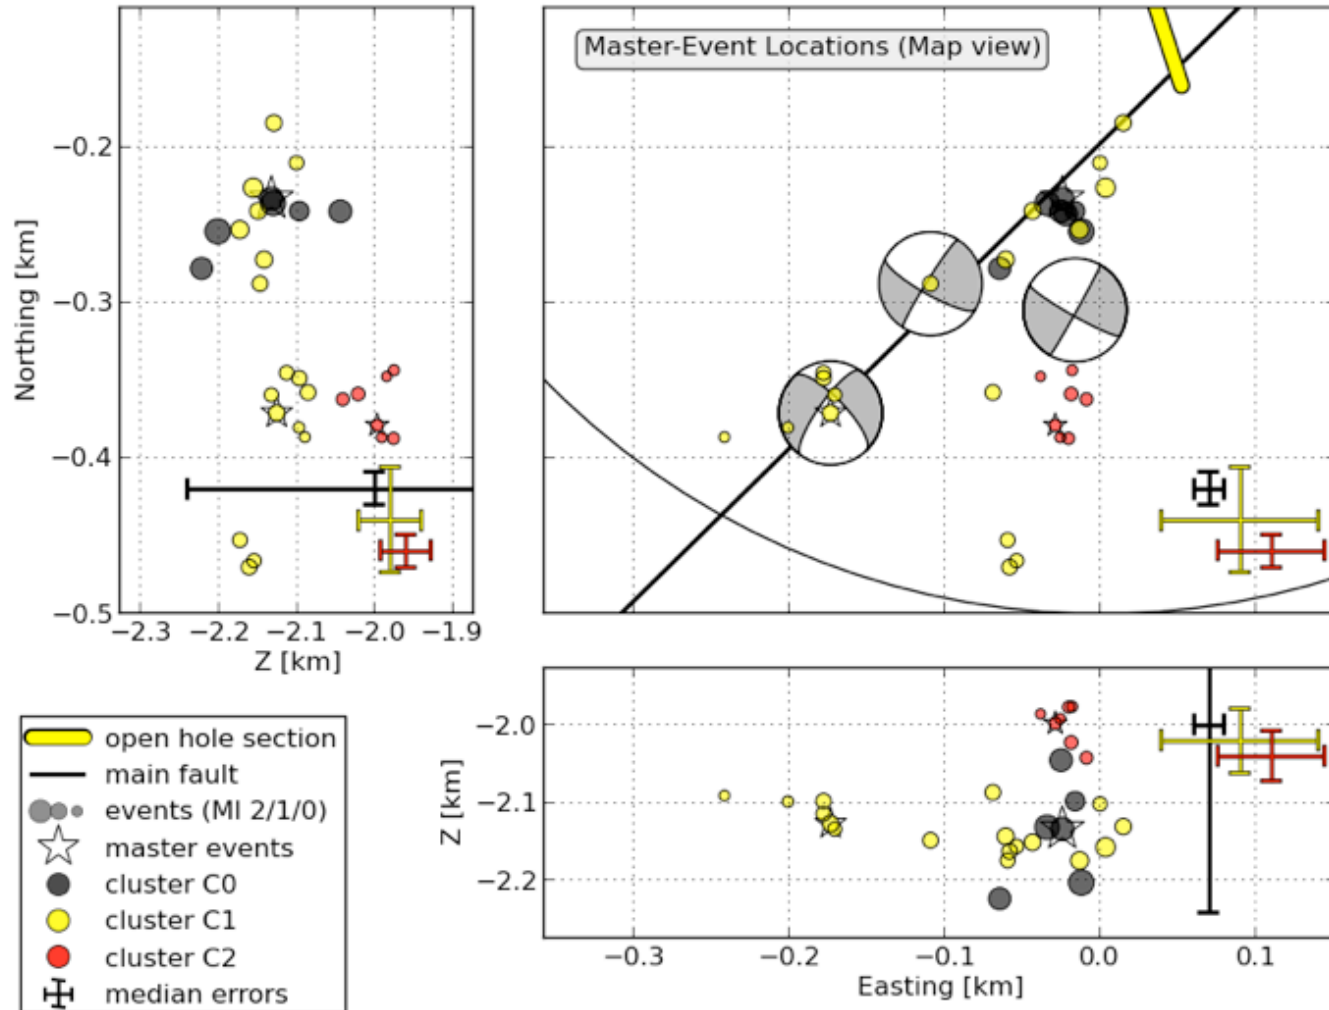 Master-Event Locations (Map view)
Northing [km]
−0.2
−0.3
−0.4
−0.5
−2.3 −2.2 −2.1 −2.0 −1.9
Z [km]
Z [km]
−2.0
−2.1
−2.2
−0.3 −0.2 −0.1 0.0 0.1
Easting [km]
open hole section
main fault
events (Ml 2/1/0)
master events
cluster C0
cluster C1
cluster C2
median errors